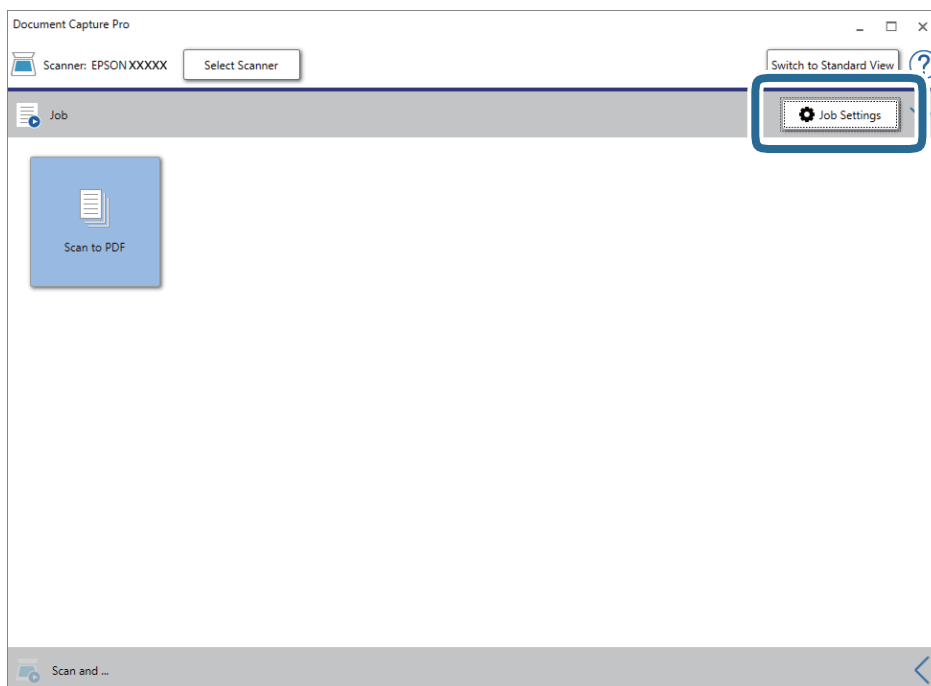 Document Capture Pro
Scanner: EPSON XXXXX
Select Scanner
Switch to Standard View
?
Job
Job Settings
Scan to PDF
Scan and ...